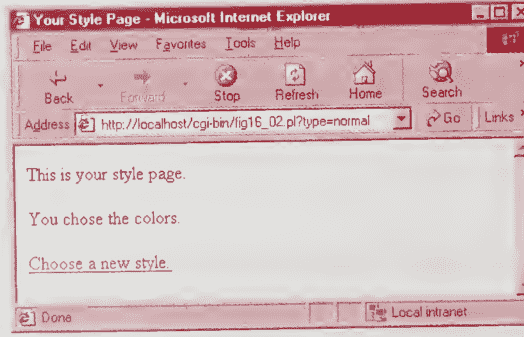 Your Style Page - Microsoft Internet Explorer
File Edit View Favorites Tools Help
Back Forward Stop Refresh Home Search
Address http://localhost/cgi-bin/fig16_02.pl?type=normal Go Links
This is your style page.
You chose the colors.
Choose a new style.
Done Local intranet